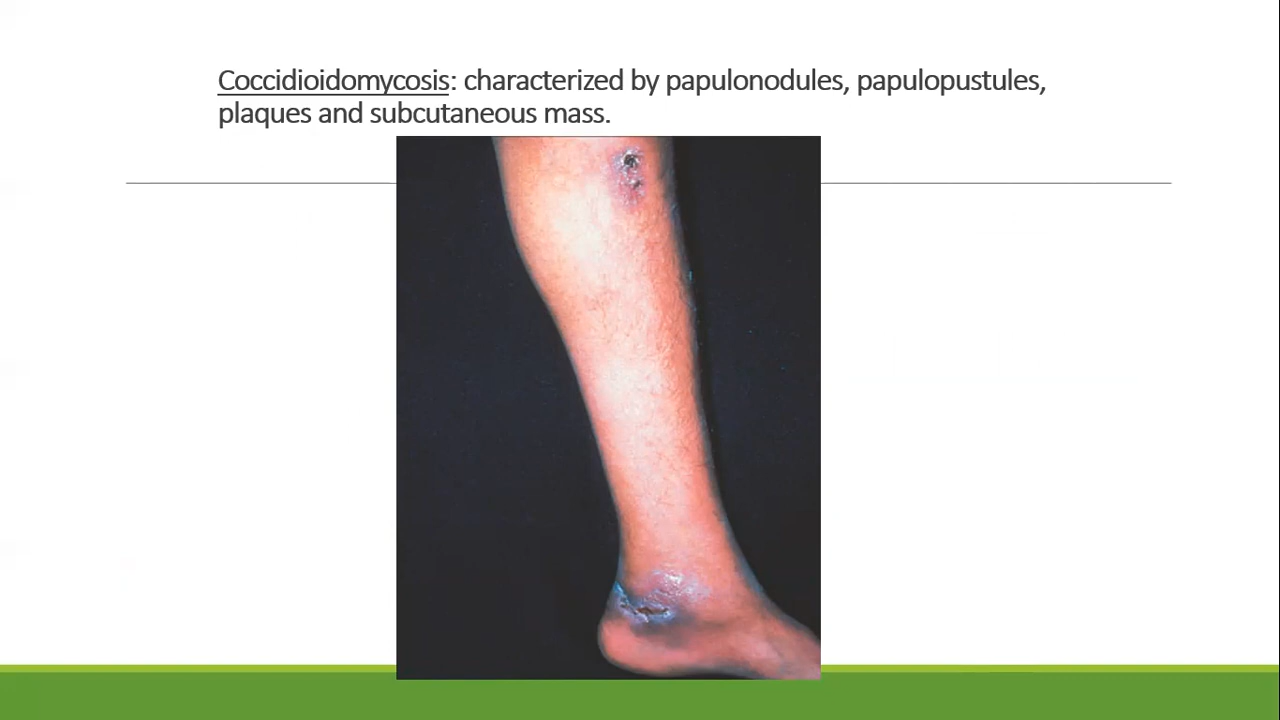 Coccidioidomycosis: characterized by papulonodules, papulopustules,
plaques and subcutaneous mass.